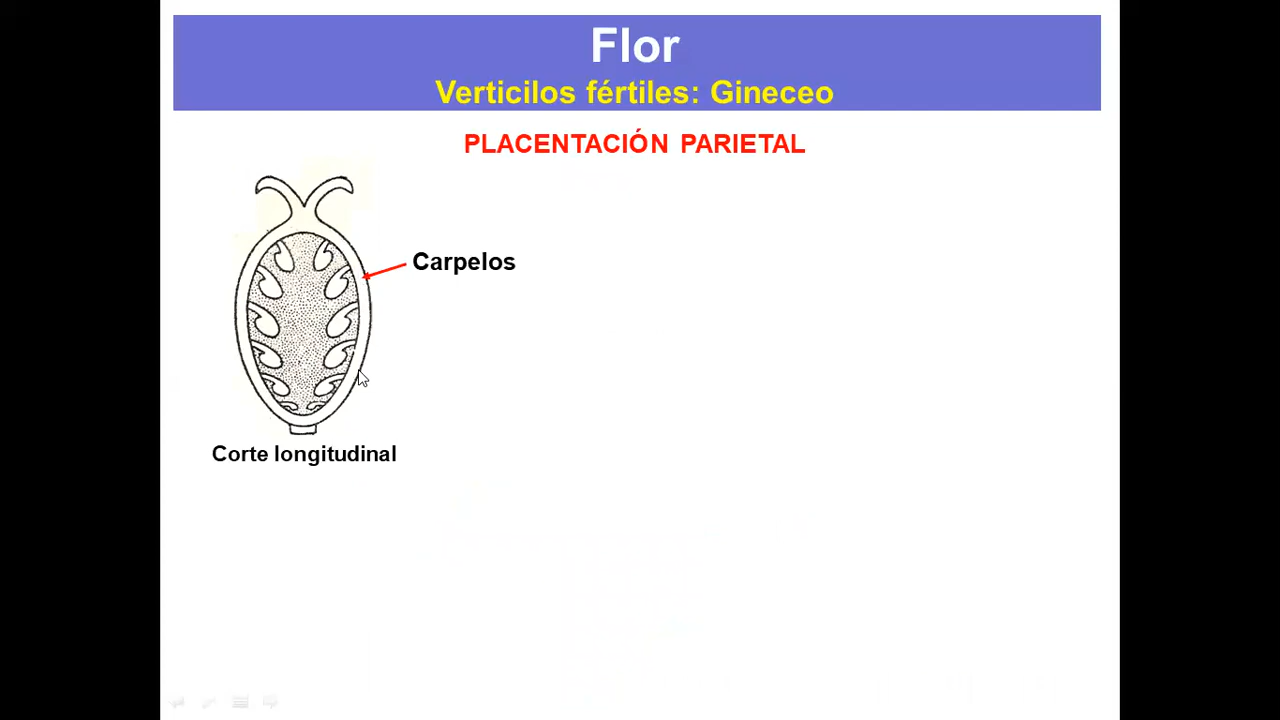 Flor
Verticilos fértiles: Gineceo
PLACENTACIÓN PARIETAL
Carpelos
Corte longitudinal